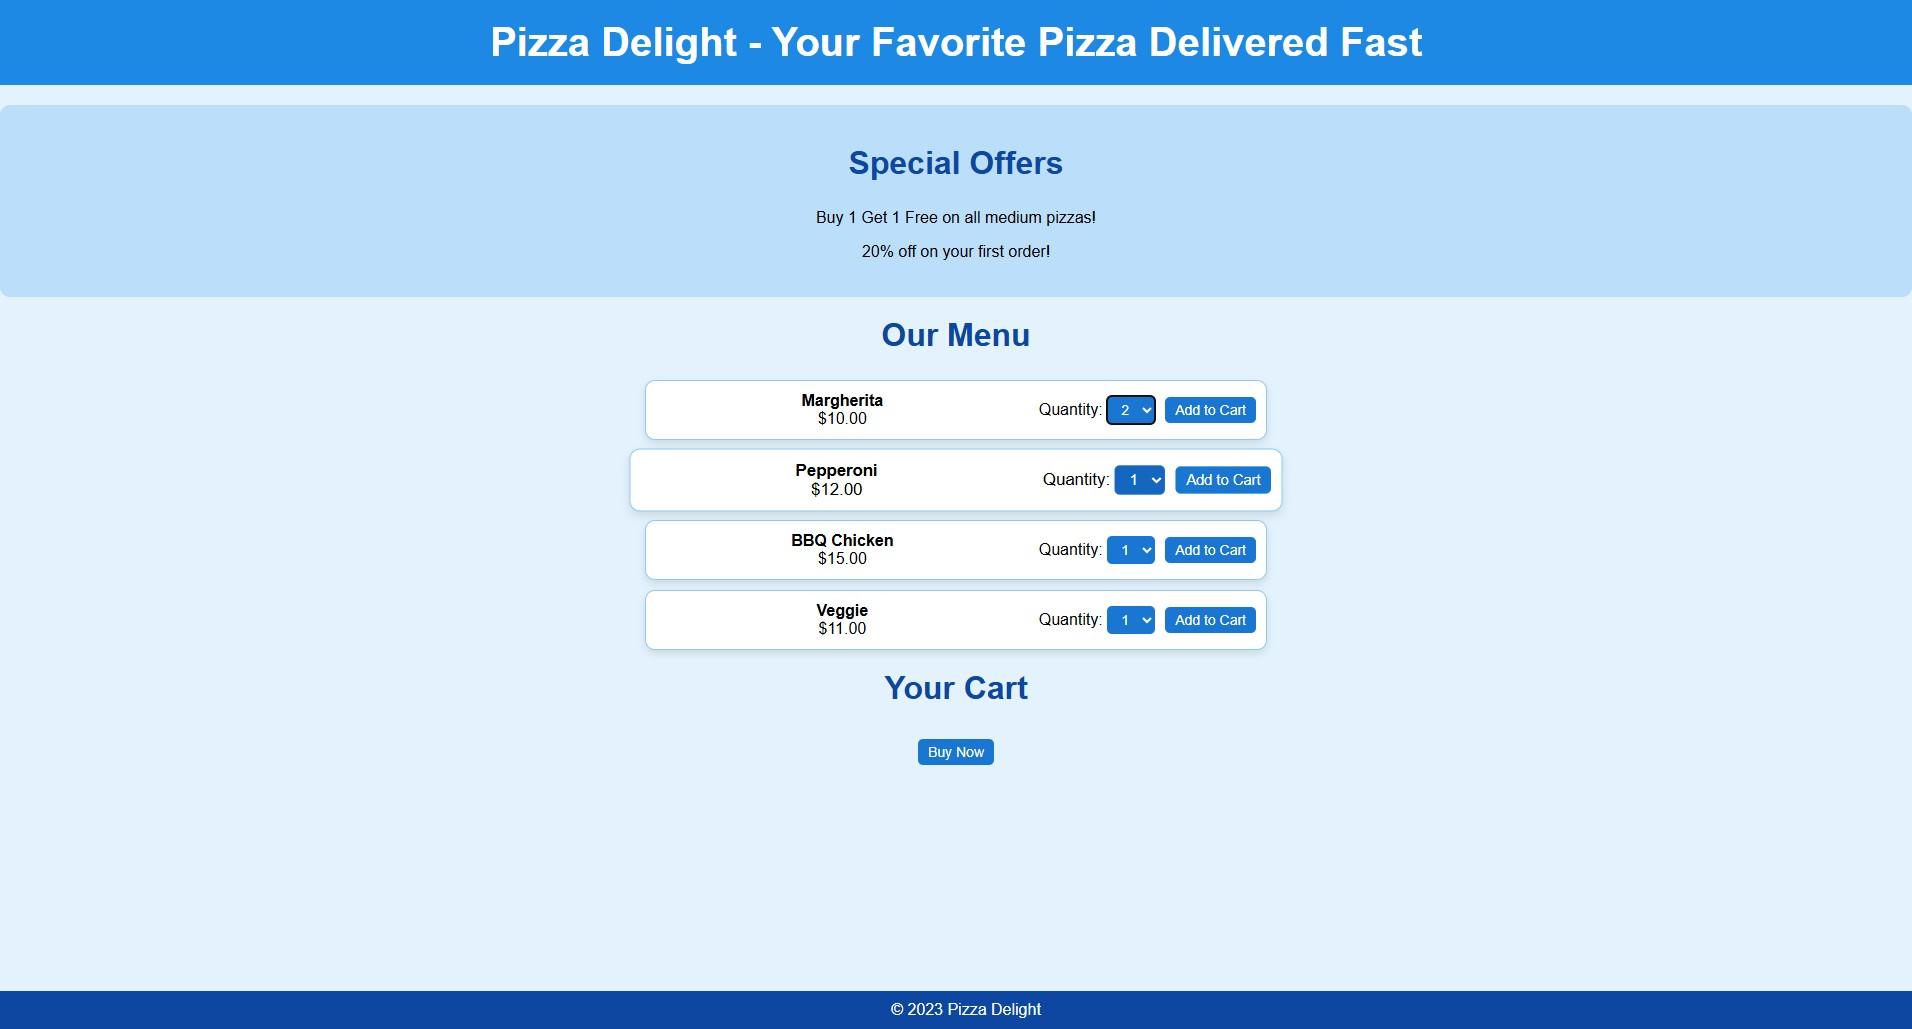 Pizza Delight - Your Favorite Pizza Delivered Fast
Special Offers
Buy 1 Get 1 Free on all medium pizzas!
20% off on your first order!
Our Menu
Margherita
$10.00
Quantity: 2 Add to Cart
Pepperoni
$12.00
Quantity: 1 Add to Cart
BBQ Chicken
$15.00
Quantity: 1 Add to Cart
Veggie
$11.00
Quantity: 1 Add to Cart
Your Cart
Buy Now
© 2023 Pizza Delight